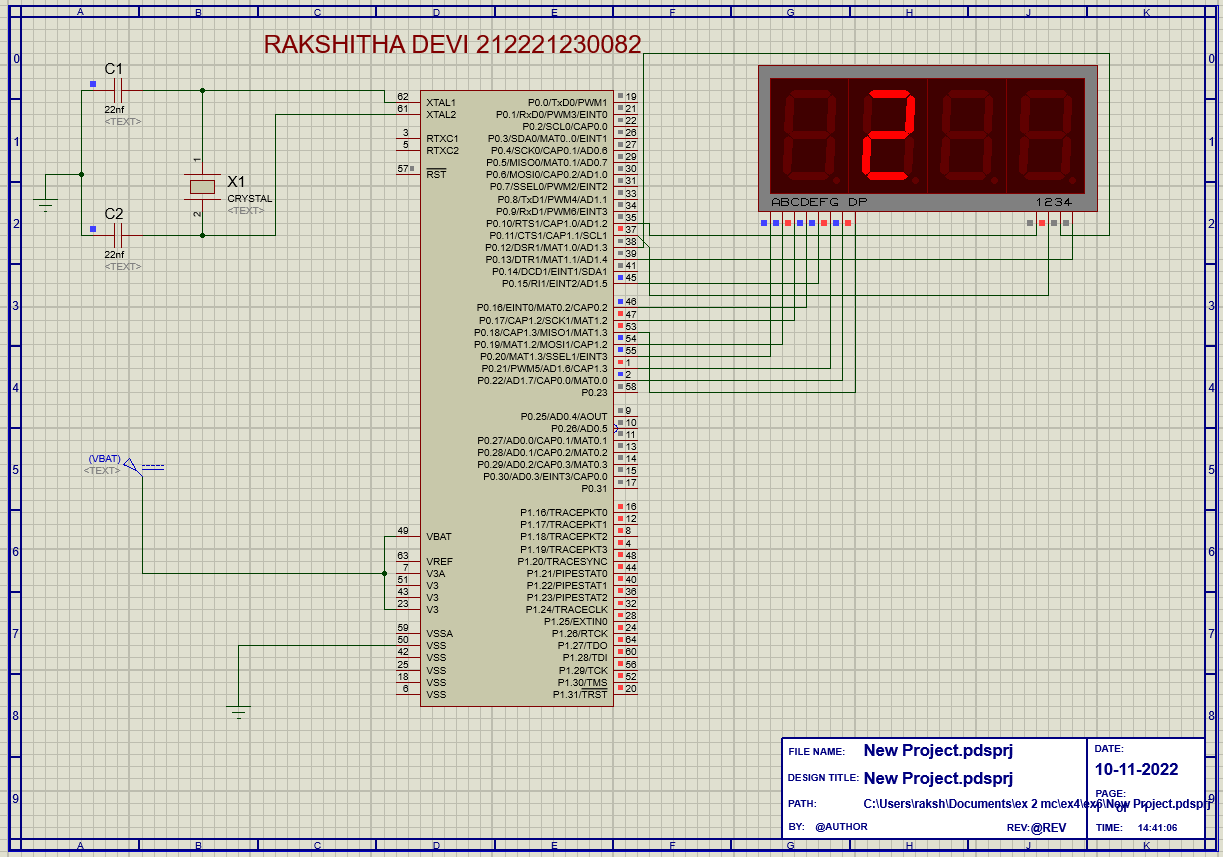 A B C D E F G H J K
RAKSHITHA DEVI 212221230082
0 0
C1
22nf
<TEXT>
1 1
X1
CRYSTAL
<TEXT>
1
2
C2
22nf
<TEXT>
2 2
3 3
4 4
5 5
6 6
7 7
8 8
9 9
(VBAT)
<TEXT>
62 XTAL1
61 XTAL2
3 RTXC1
5 RTXC2
57 RST
49 VBAT
63 VREF
7 V3A
51 V3
43 V3
23 V3
59 VSSA
50 VSS
42 VSS
25 VSS
18 VSS
6 VSS
P0.0/TxD0/PWM1 19
P0.1/RxD0/PWM3/EINT0 21
P0.2/SCL0/CAP0.0 22
P0.3/SDA0/MAT0..0/EINT1 26
P0.4/SCK0/CAP0.1/AD0.6 27
P0.5/MISO0/MAT0.1/AD0.7 29
P0.6/MOSI0/CAP0.2/AD1.0 30
P0.7/SSEL0/PWM2/EINT2 31
P0.8/TxD1/PWM4/AD1.1 33
P0.9/RxD1/PWM6/EINT3 34
P0.10/RTS1/CAP1.0/AD1.2 35
P0.11/CTS1/CAP1.1/SCL1 37
P0.12/DSR1/MAT1.0/AD1.3 38
P0.13/DTR1/MAT1.1/AD1.4 39
P0.14/DCD1/EINT1/SDA1 41
P0.15/RI1/EINT2/AD1.5 45
P0.16/EINT0/MAT0.2/CAP0.2 46
P0.17/CAP1.2/SCK1/MAT1.2 47
P0.18/CAP1.3/MISO1/MAT1.3 53
P0.19/MAT1.2/MOSI1/CAP1.2 54
P0.20/MAT1.3/SSEL1/EINT3 55
P0.21/PWM5/AD1.6/CAP1.3 1
P0.22/AD1.7/CAP0.0/MAT0.0 2
P0.23 58
P0.25/AD0.4/AOUT 9
P0.26/AD0.5 10
P0.27/AD0.0/CAP0.1/MAT0.1 11
P0.28/AD0.1/CAP0.2/MAT0.2 13
P0.29/AD0.2/CAP0.3/MAT0.3 14
P0.30/AD0.3/EINT3/CAP0.0 15
P0.31 17
P1.16/TRACEPKT0 16
P1.17/TRACEPKT1 12
P1.18/TRACEPKT2 8
P1.19/TRACEPKT3 4
P1.20/TRACESYNC 48
P1.21/PIPESTAT0 44
P1.22/PIPESTAT1 40
P1.23/PIPESTAT2 36
P1.24/TRACECLK 32
P1.25/EXTIN0 28
P1.26/RTCK 24
P1.27/TDO 64
P1.28/TDI 60
P1.29/TCK 56
P1.30/TMS 52
P1.31/TRST 20
2
ABCDEFG DP 1234
FILE NAME: New Project.pdsprj
DESIGN TITLE: New Project.pdsprj
PATH: C:\Users\raksh\Documents\ex 2 mc\ex4\ex6\New Project.pdsprj
BY: @AUTHOR REV:@REV
DATE:
10-11-2022
PAGE:
TIME: 14:41:06
A B C D E F G H J K